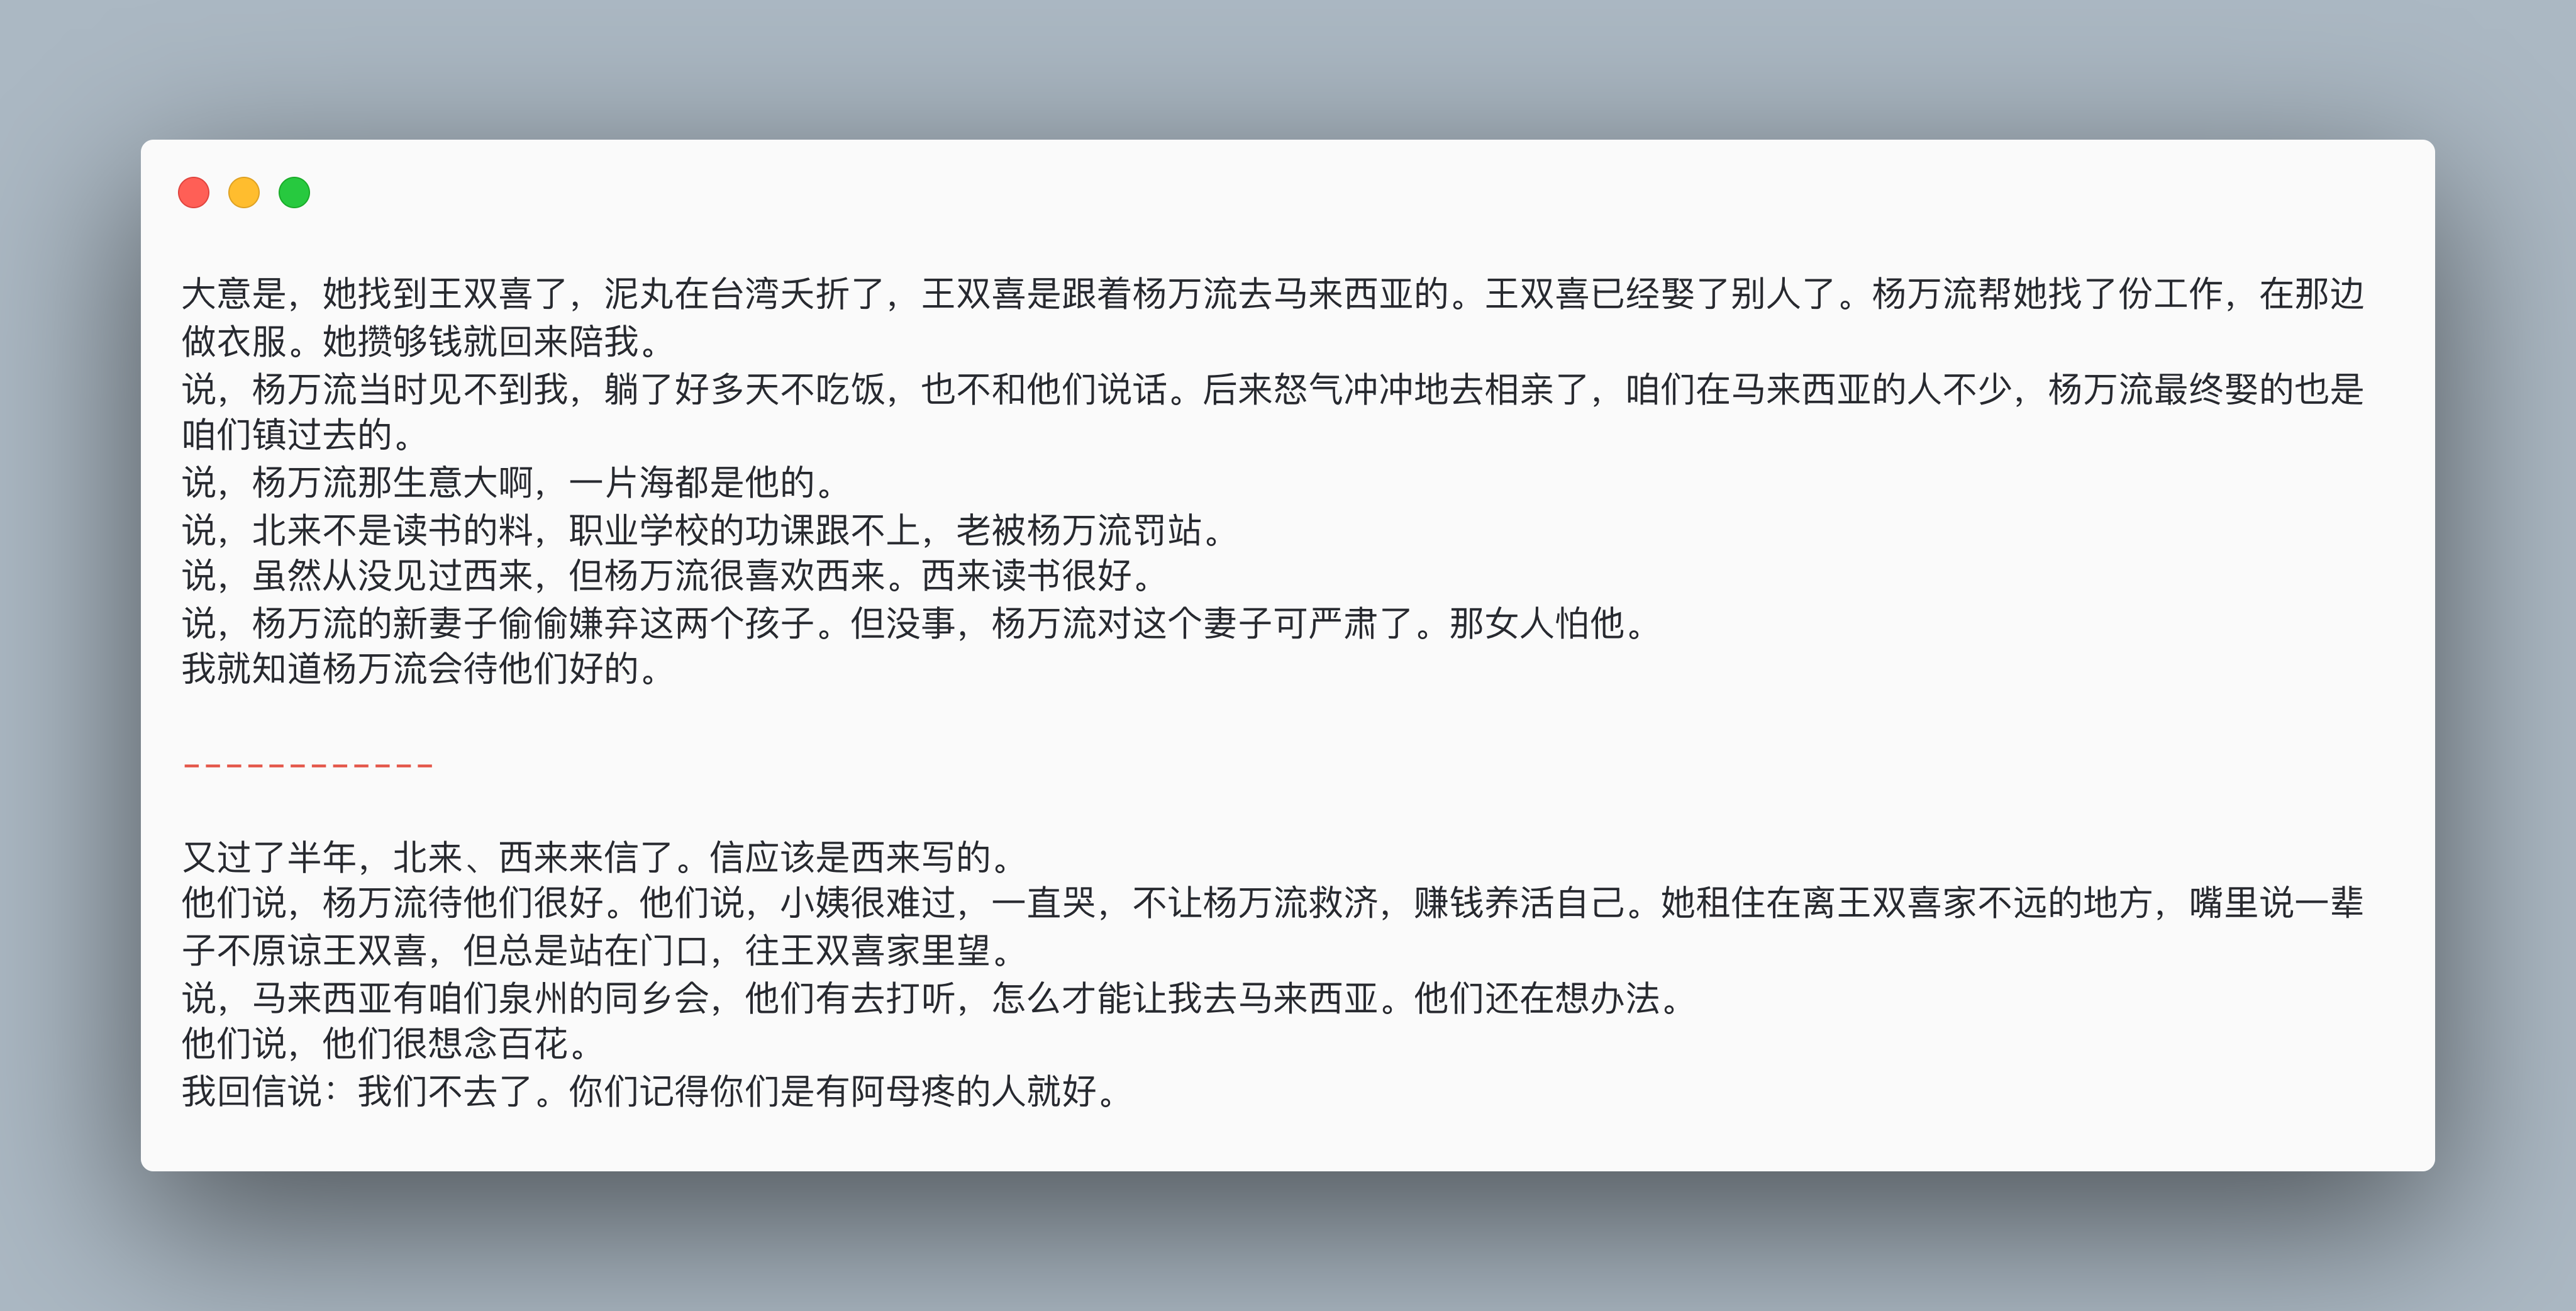 大意是，她找到王双喜了，泥丸在台湾夭折了，王双喜是跟着杨万流去马来西亚的。王双喜已经娶了别人了。杨万流帮她找了份工作，在那边
做衣服。她攒够钱就回来陪我。
说，杨万流当时见不到我，躺了好多天不吃饭，也不和他们说话。后来怒气冲冲地去相亲了，咱们在马来西亚的人不少，杨万流最终娶的也是
咱们镇过去的。
说，杨万流那生意大啊，一片海都是他的。
说，北来不是读书的料，职业学校的功课跟不上，老被杨万流罚站。
说，虽然从没见过西来，但杨万流很喜欢西来。西来读书很好。
说，杨万流的新妻子偷偷嫌弃这两个孩子。但没事，杨万流对这个妻子可严肃了。那女人怕他。
我就知道杨万流会待他们好的。
------------
又过了半年，北来、西来来信了。信应该是西来写的。
他们说，杨万流待他们很好。他们说，小姨很难过，一直哭，不让杨万流救济，赚钱养活自己。她租住在离王双喜家不远的地方，嘴里说一辈
子不原谅王双喜，但总是站在门口，往王双喜家里望。
说，马来西亚有咱们泉州的同乡会，他们有去打听，怎么才能让我去马来西亚。他们还在想办法。
他们说，他们很想念百花。
我回信说：我们不去了。你们记得你们是有阿母疼的人就好。